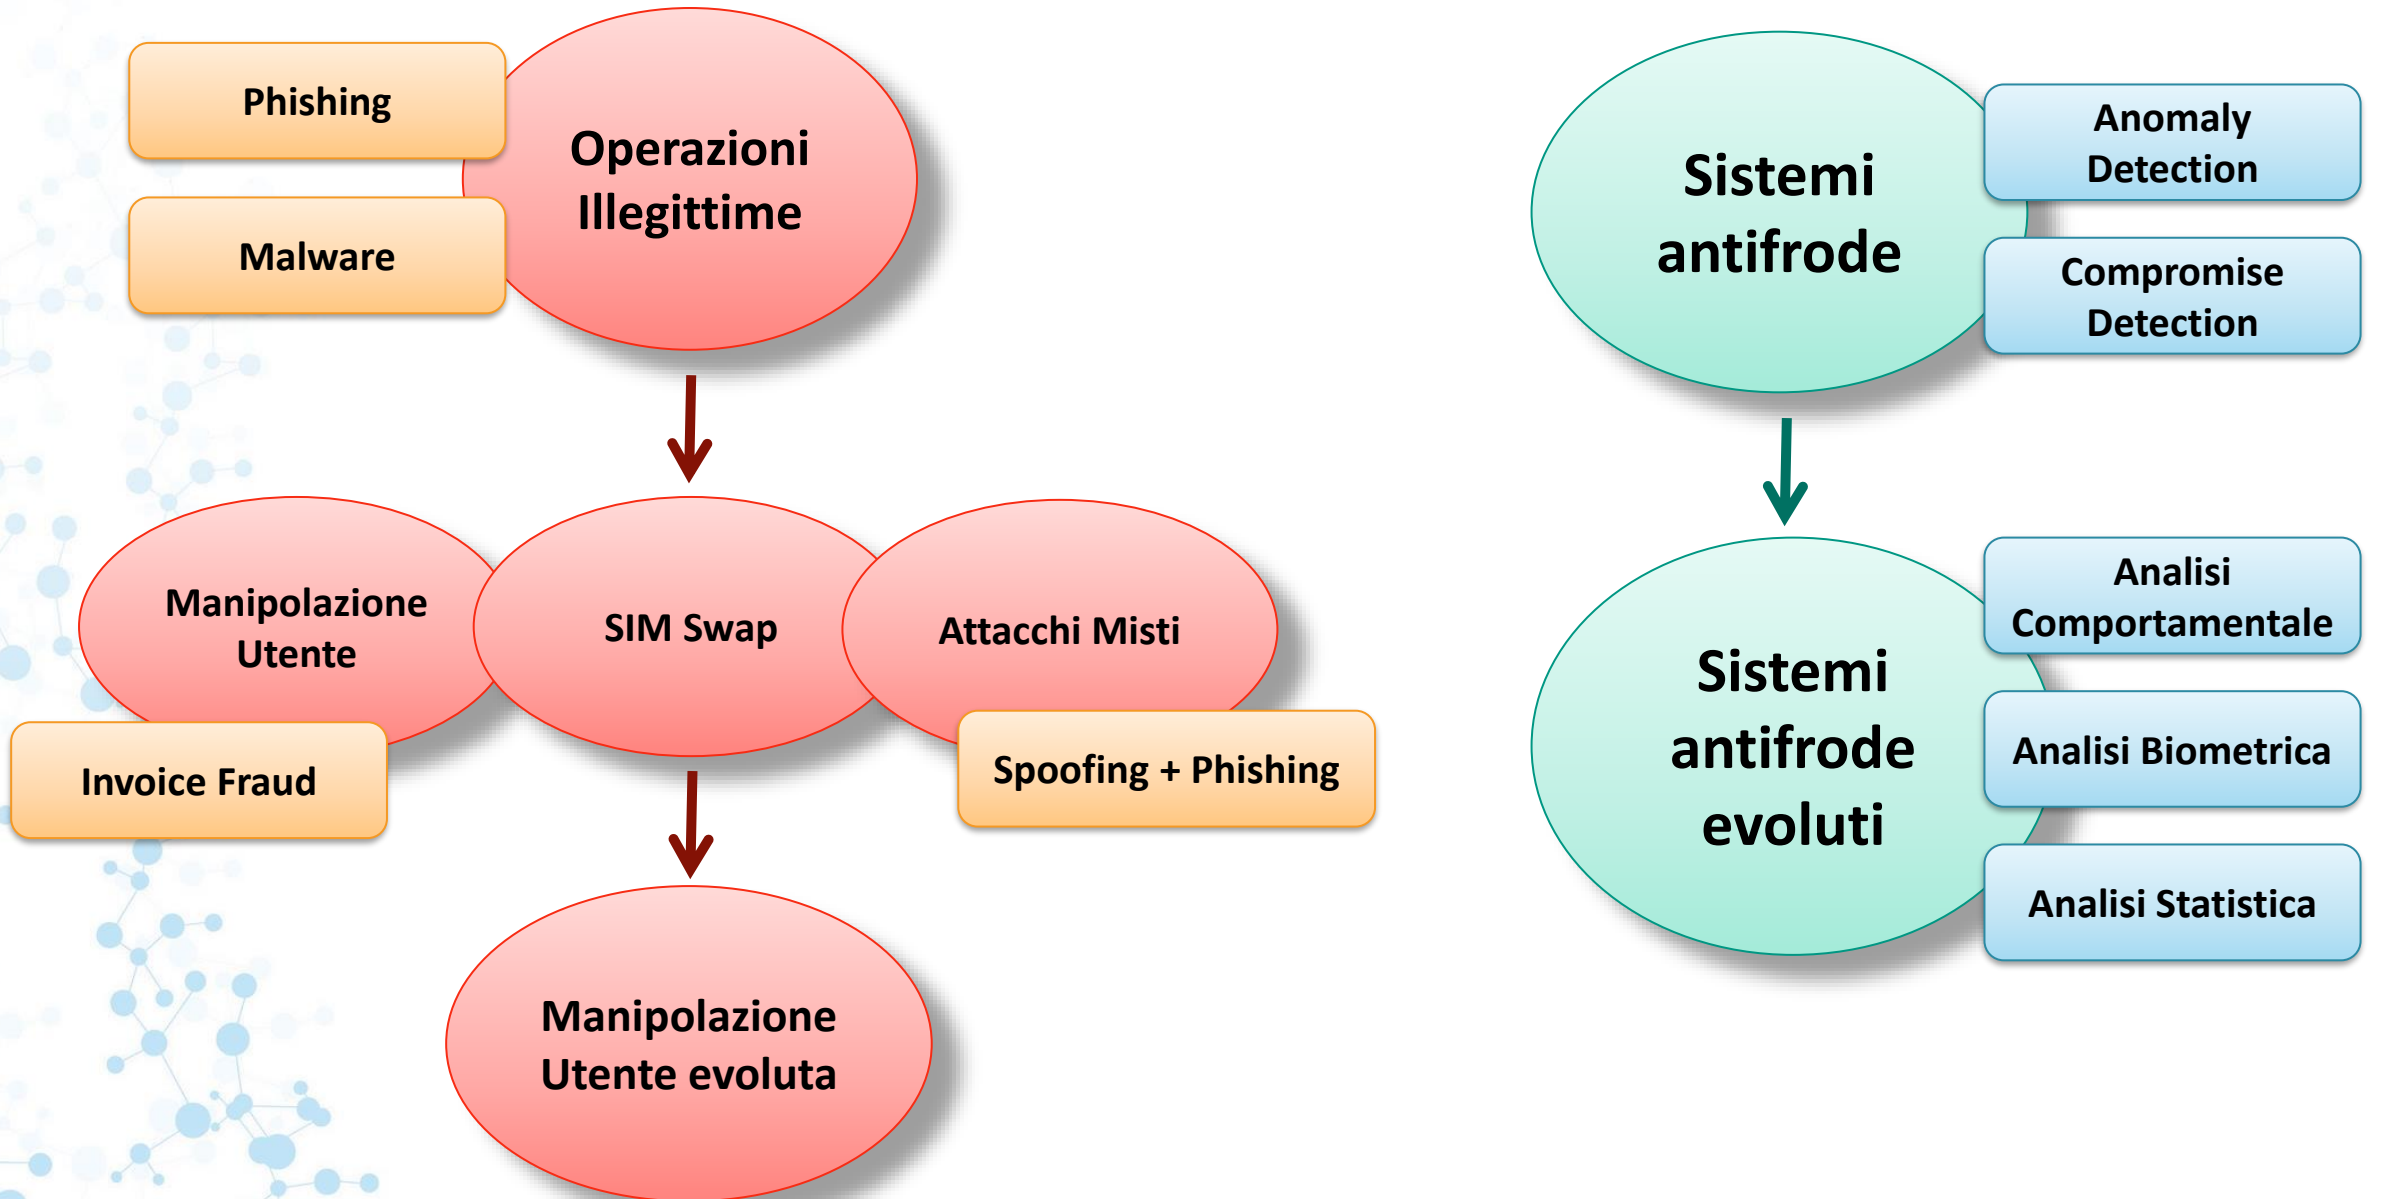 Phishing
Malware
Operazioni
Illegittime
Manipolazione
Utente
SIM Swap
Attacchi Misti
Invoice Fraud
Spoofing + Phishing
Manipolazione
Utente evoluta
Sistemi
antifrode
Anomaly
Detection
Compromise
Detection
Sistemi
antifrode
evoluti
Analisi
Comportamentale
Analisi Biometrica
Analisi Statistica